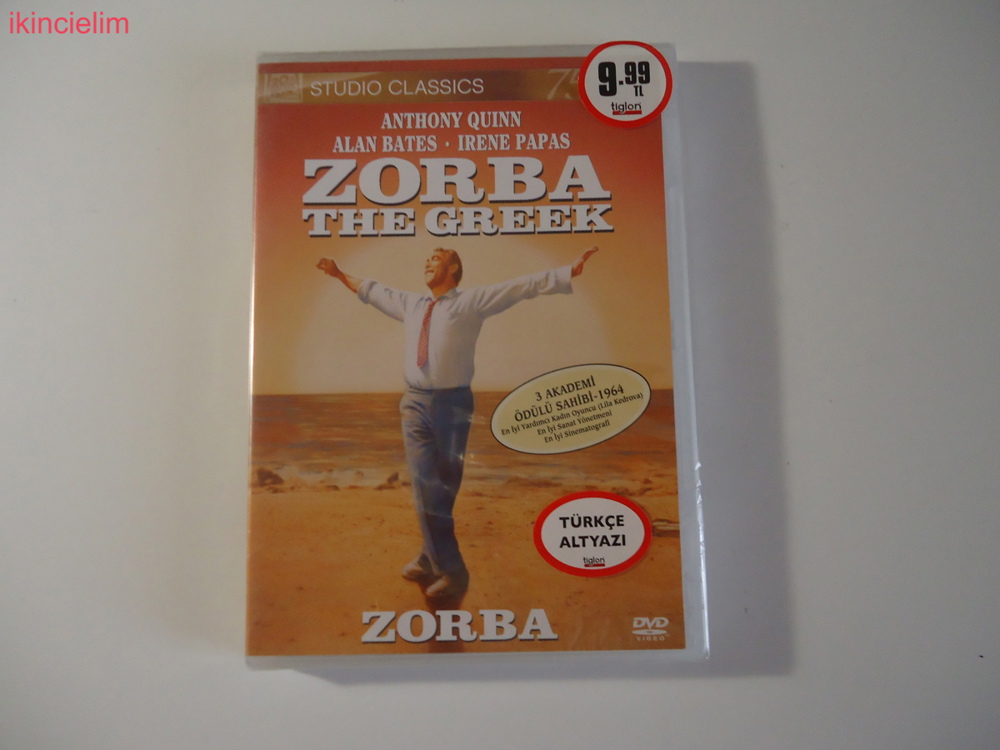 ikincielim
FOX
STUDIO CLASSICS
9.99
TL
tiglon
ANTHONY QUINN
ALAN BATES · IRENE PAPAS
ZORBA
THE GREEK
3 AKADEMİ
ÖDÜLÜ SAHİBİ-1964
En İyi Yardımcı Kadın Oyuncu (Lila Kedrova)
En İyi Sanat Yönetmeni
En İyi Sinematografi
TÜRKÇE
ALTYAZI
tiglon
ZORBA
DVD
VIDEO